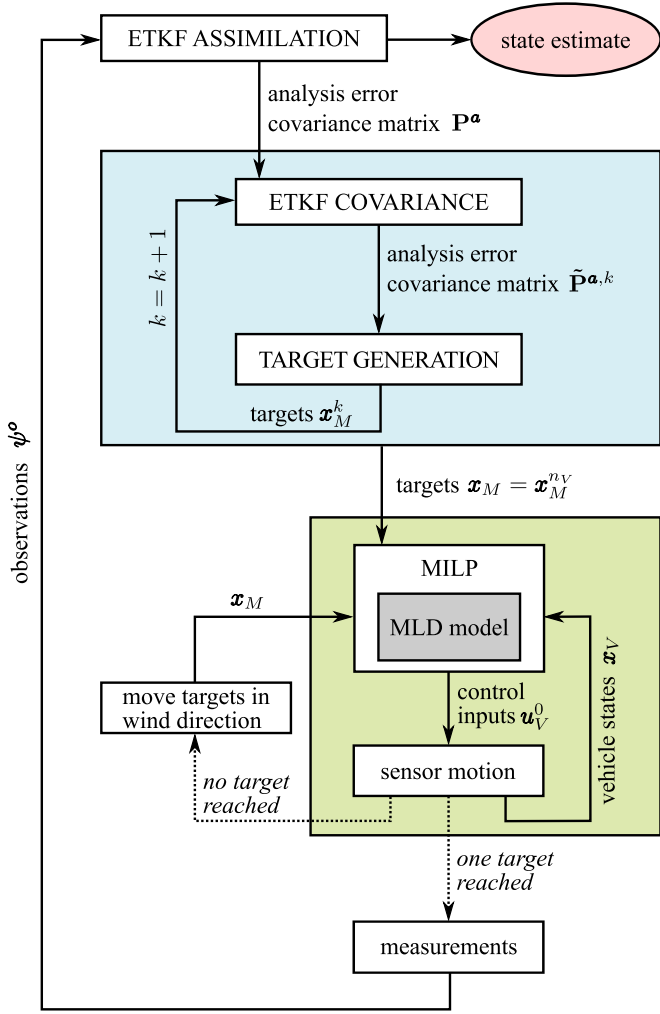 ETKF ASSIMILATION
state estimate
analysis error
covariance matrix 𝐏ᵃ
ETKF COVARIANCE
k = k + 1
analysis error
covariance matrix 𝐏̃ᵃ,ᵏ
TARGET GENERATION
targets 𝒙_M^k
observations 𝝍ᵒ
targets 𝒙_M = 𝒙_M^{n_V}
MILP
MLD model
𝒙_M
move targets in
wind direction
control
inputs 𝒖_V^0
vehicle states 𝒙_V
sensor motion
no target
reached
one target
reached
measurements